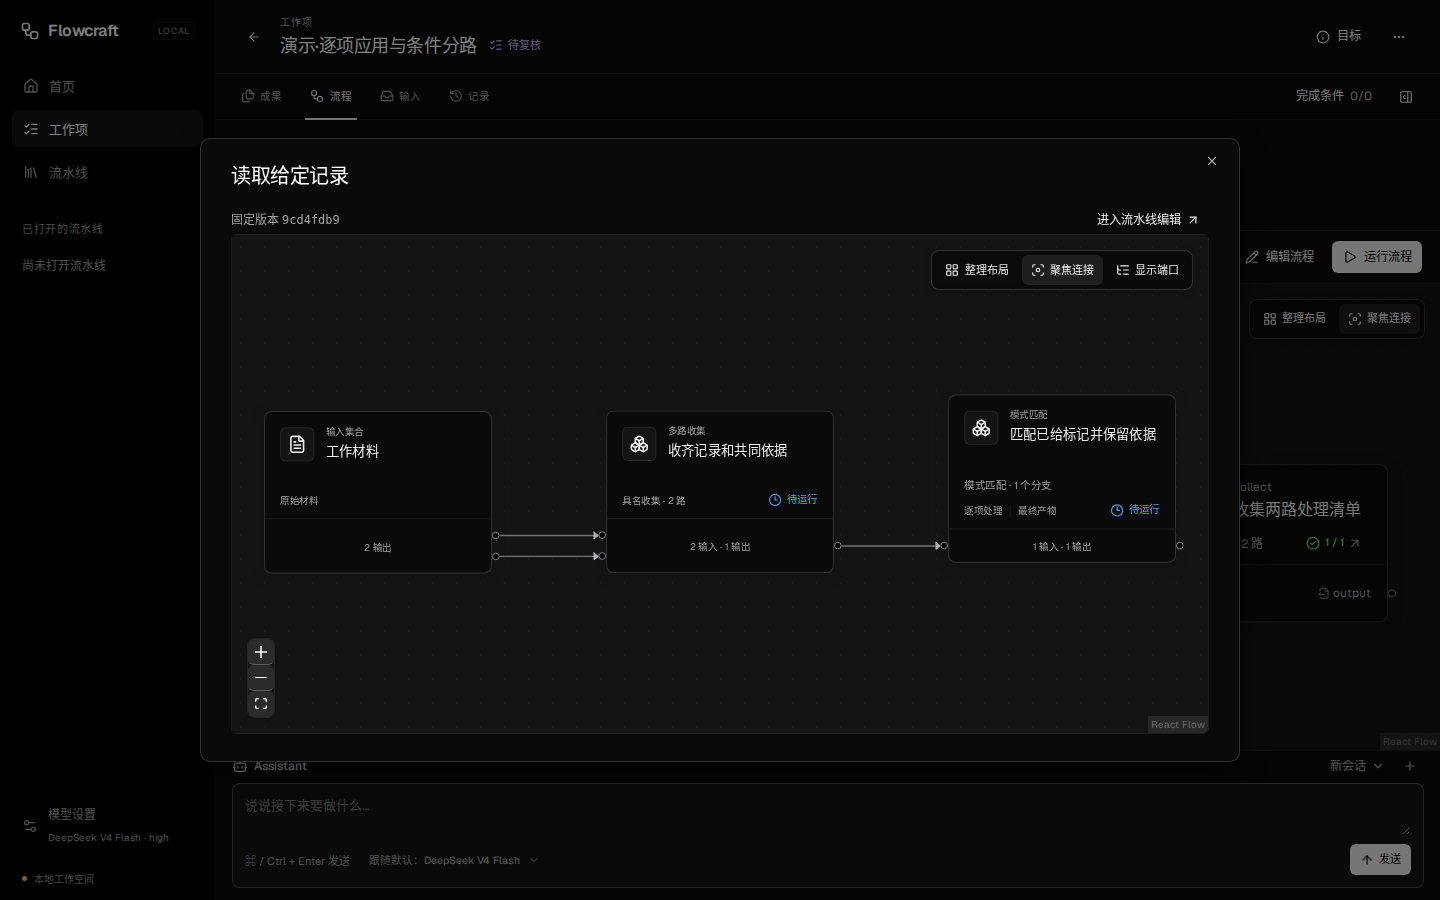 Flowcraft
LOCAL
首页
工作项
流水线
已打开的流水线
尚未打开流水线
模型设置
DeepSeek V4 Flash · high
本地工作空间
工作项
演示·逐项应用与条件分路
待复核
目标
成果
流程
输入
记录
完成条件 0/0
编辑流程
运行流程
整理布局
聚焦连接
ollect
收集两路处理清单
2 路
1 / 1
output
React Flow
读取给定记录
固定版本 9cd4fdb9
进入流水线编辑
整理布局
聚焦连接
显示端口
输入集合
工作材料
原始材料
2 输出
多路收集
收齐记录和共同依据
具名收集 · 2 路
待运行
2 输入 · 1 输出
模式匹配
匹配已给标记并保留依据
模式匹配 · 1 个分支
逐项处理
最终产物
待运行
1 输入 · 1 输出
React Flow
Assistant
新会话
说说接下来要做什么...
⌘ / Ctrl + Enter 发送
跟随默认：DeepSeek V4 Flash
发送